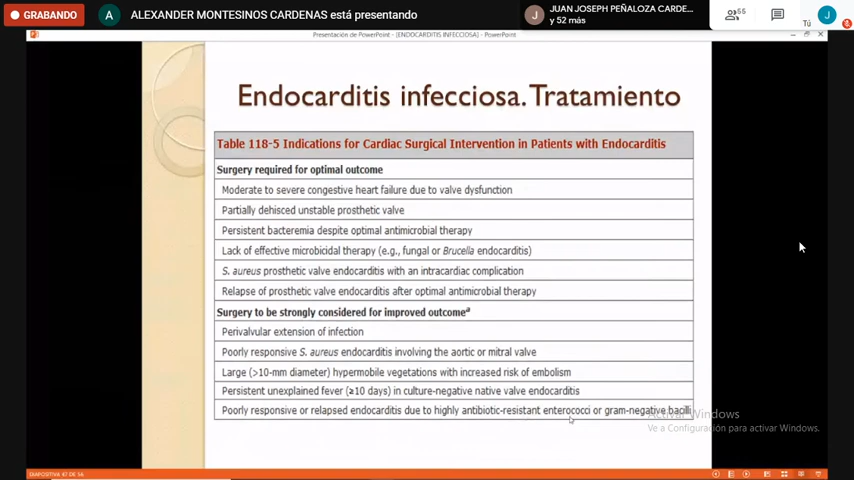 GRABANDO
A
ALEXANDER MONTESINOS CARDENAS está presentando
J
JUAN JOSEPH PEÑALOZA CARDE...
y 52 más
55
Tú
J
Presentación de PowerPoint - [ENDOCARDITIS INFECCIOSA] - PowerPoint
Endocarditis infecciosa. Tratamiento
Table 118-5 Indications for Cardiac Surgical Intervention in Patients with Endocarditis
Surgery required for optimal outcome
Moderate to severe congestive heart failure due to valve dysfunction
Partially dehisced unstable prosthetic valve
Persistent bacteremia despite optimal antimicrobial therapy
Lack of effective microbicidal therapy (e.g., fungal or Brucella endocarditis)
S. aureus prosthetic valve endocarditis with an intracardiac complication
Relapse of prosthetic valve endocarditis after optimal antimicrobial therapy
Surgery to be strongly considered for improved outcomeª
Perivalvular extension of infection
Poorly responsive S. aureus endocarditis involving the aortic or mitral valve
Large (>10-mm diameter) hypermobile vegetations with increased risk of embolism
Persistent unexplained fever (≥10 days) in culture-negative native valve endocarditis
Poorly responsive or relapsed endocarditis due to highly antibiotic-resistant enterococci or gram-negative bacilli
Activar Windows
Ve a Configuración para activar Windows.
DIAPOSITIVA 47 DE 56